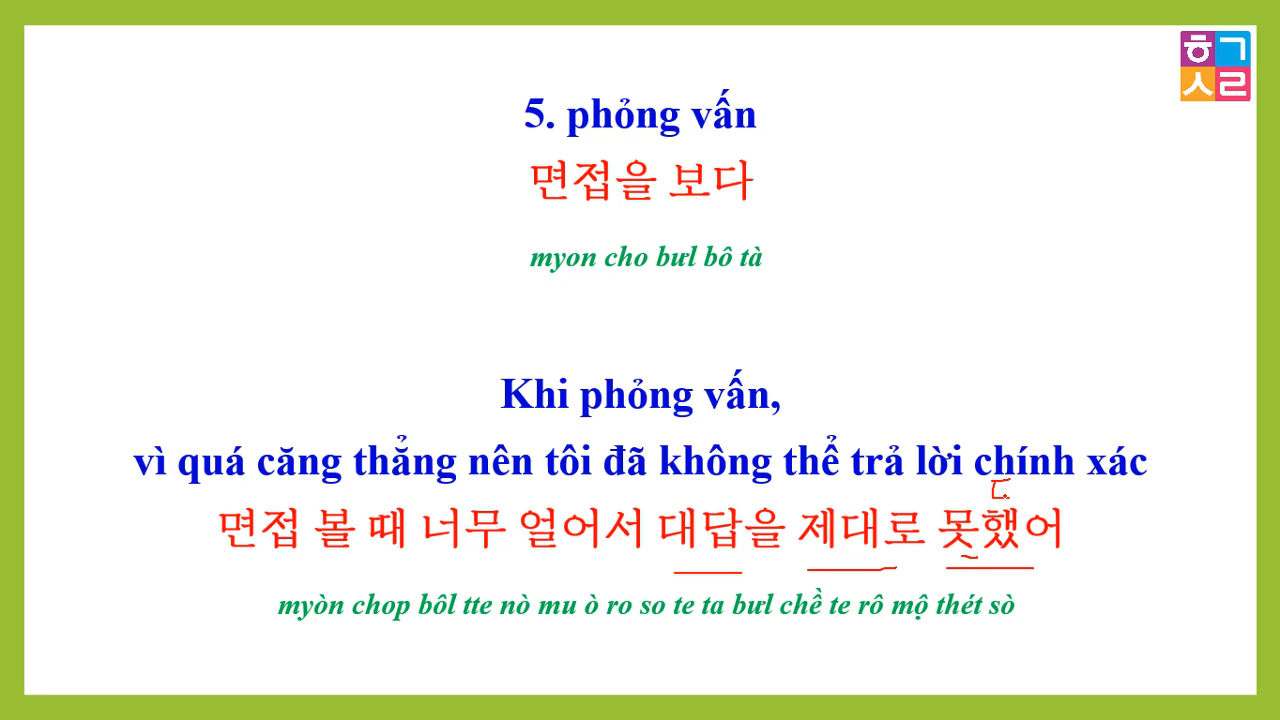 ㅎㄱ
ㅅㄹ
5. phỏng vấn
면접을 보다
myon cho bưl bô tà
Khi phỏng vấn,
vì quá căng thẳng nên tôi đã không thể trả lời chính xác
ㄷ
면접 볼 때 너무 얼어서 대답을 제대로 못했어
myòn chop bôl tte nò mu ò ro so te ta bưl chề te rô mộ thét sò